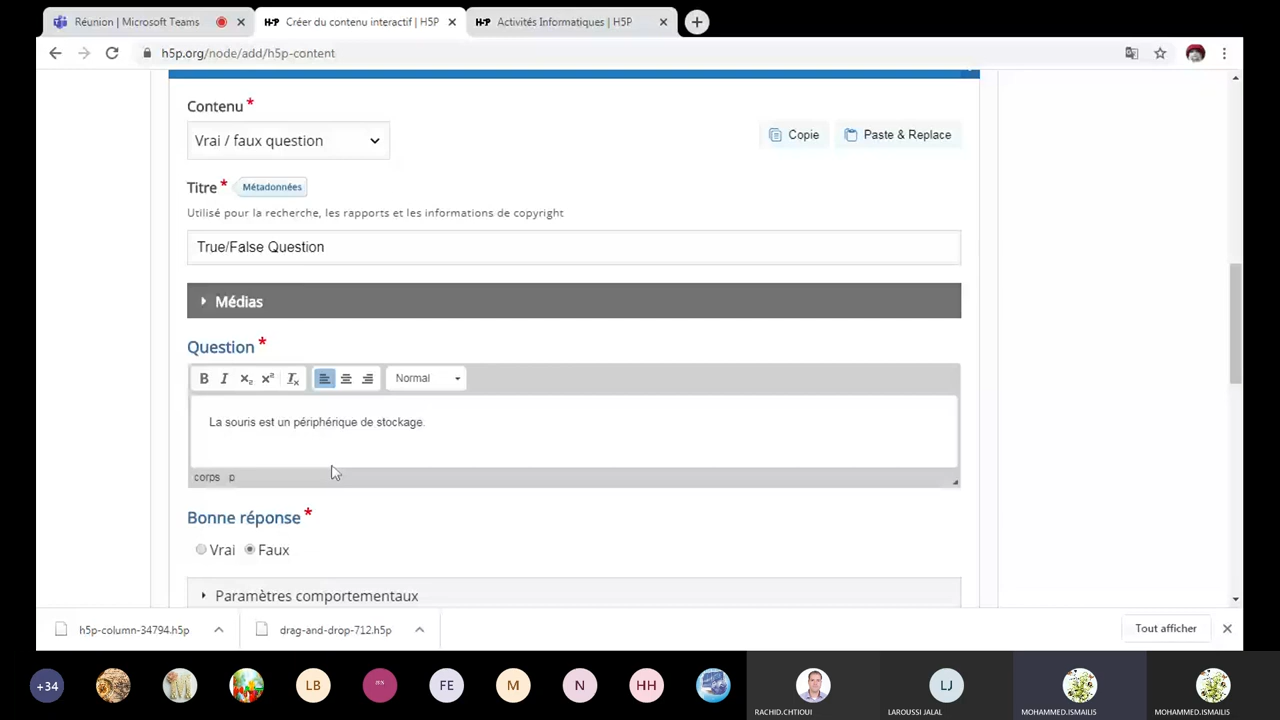 Réunion | Microsoft Teams
Créer du contenu interactif | H5P
Activités Informatiques | H5P
h5p.org/node/add/h5p-content
Contenu *
Vrai / faux question
Copie
Paste & Replace
Titre * Métadonnées
Utilisé pour la recherche, les rapports et les informations de copyright
True/False Question
Médias
Question *
B I x₂ x² Tx Normal
La souris est un périphérique de stockage.
corps p
Bonne réponse *
Vrai Faux
Paramètres comportementaux
h5p-column-34794.h5p
drag-and-drop-712.h5p
Tout afficher
+34
LB
FE
M
N
HH
LJ
RACHID.CHTIOUI
LAROUSSI JALAL
MOHAMMED.ISMAILIS
MOHAMMED.ISMAILIS